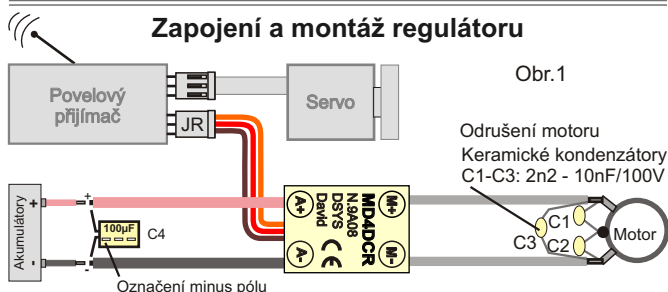 Zapojení a montáž regulátoru
Obr.1
Povelový
přijímač
Servo
JR
Odrušení motoru
Keramické kondenzátory
C1-C3: 2n2 - 10nF/100V
Akumulátory
+
-
+
-
100µF
C4
Označení minus pólu
A+
A-
MD4DCR
N.9A08
DSYS
David
CE
M+
M-
C1
C2
C3
Motor